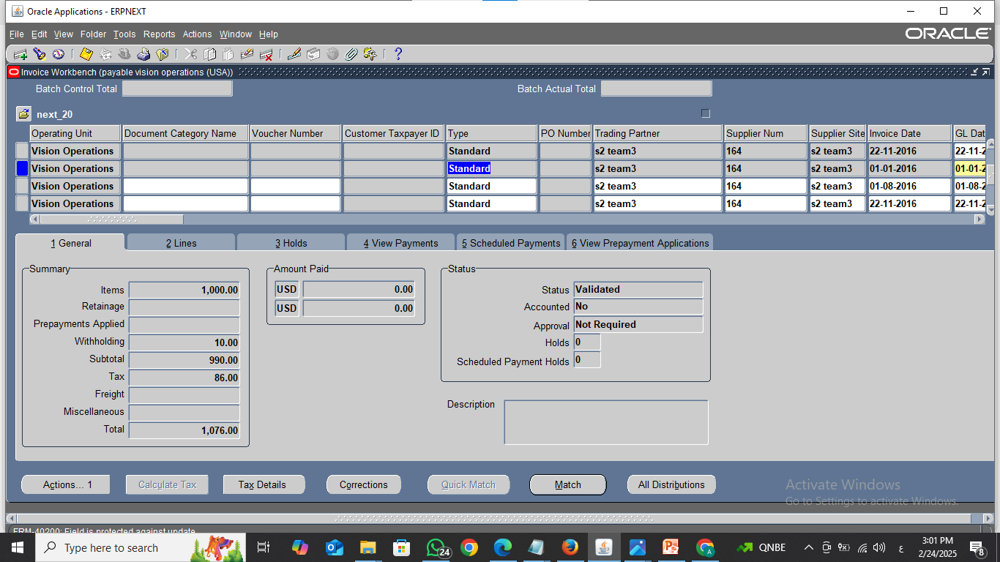 Oracle Applications - ERPNEXT
File Edit View Folder Tools Reports Actions Window Help
ORACLE
Invoice Workbench (payable vision operations (USA))
Batch Control Total Batch Actual Total
next_20
Operating Unit Document Category Name Voucher Number Customer Taxpayer ID Type PO Number Trading Partner Supplier Num Supplier Site Invoice Date GL Dat
Vision Operations Standard s2 team3 164 s2 team3 22-11-2016 22-11-2
Vision Operations Standard s2 team3 164 s2 team3 01-01-2016 01-01-2
Vision Operations Standard s2 team3 164 s2 team3 01-08-2016 01-08-2
Vision Operations Standard s2 team3 164 s2 team3 22-11-2016 22-11-2
1 General 2 Lines 3 Holds 4 View Payments 5 Scheduled Payments 6 View Prepayment Applications
Summary Amount Paid Status
Items 1,000.00 USD 0.00 Status Validated
Retainage USD 0.00 Accounted No
Prepayments Applied Approval Not Required
Withholding 10.00 Holds 0
Subtotal 990.00 Scheduled Payment Holds 0
Tax 86.00
Freight
Miscellaneous Description
Total 1,076.00
Actions... 1 Calculate Tax Tax Details Corrections Quick Match Match All Distributions
Activate Windows
Go to Settings to activate Windows.
FRM-40200: Field is protected against update.
Type here to search 24 QNBE ع 3:01 PM
2/24/2025 8